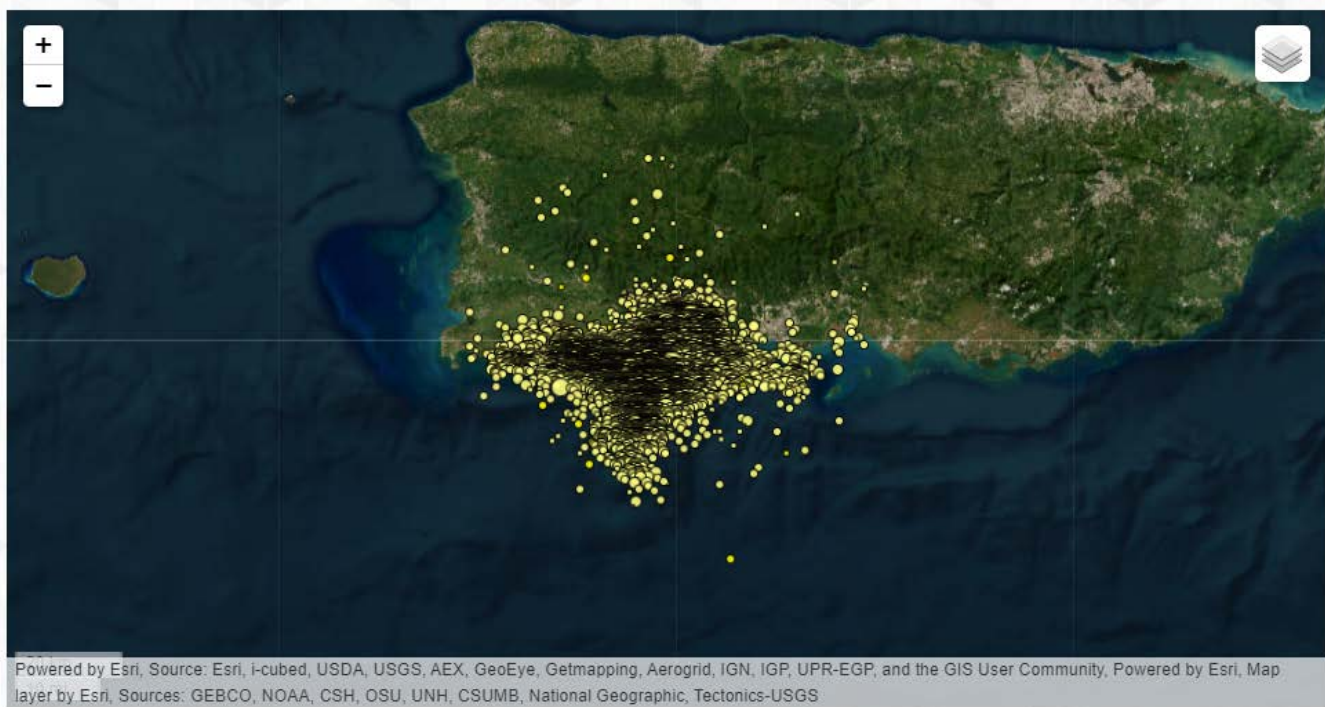 +
−
Powered by Esri, Source: Esri, i-cubed, USDA, USGS, AEX, GeoEye, Getmapping, Aerogrid, IGN, IGP, UPR-EGP, and the GIS User Community, Powered by Esri, Map
layer by Esri, Sources: GEBCO, NOAA, CSH, OSU, UNH, CSUMB, National Geographic, Tectonics-USGS